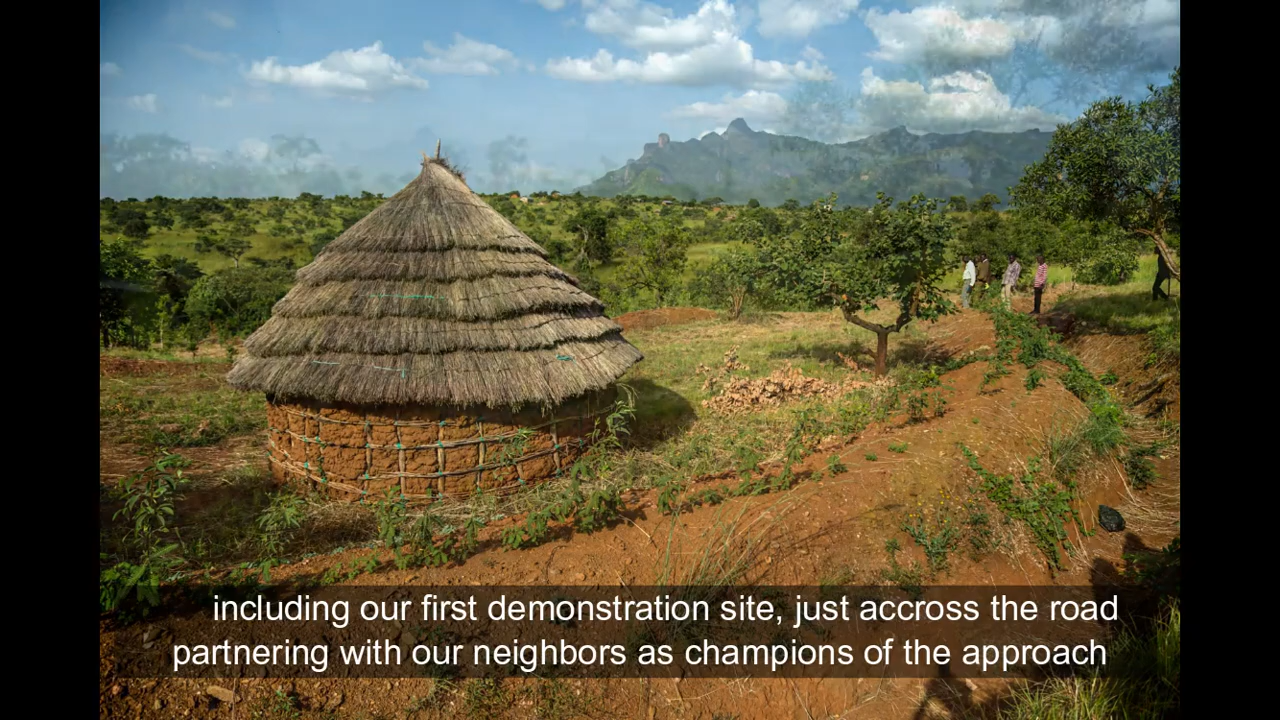 including our first demonstration site, just accross the road
partnering with our neighbors as champions of the approach